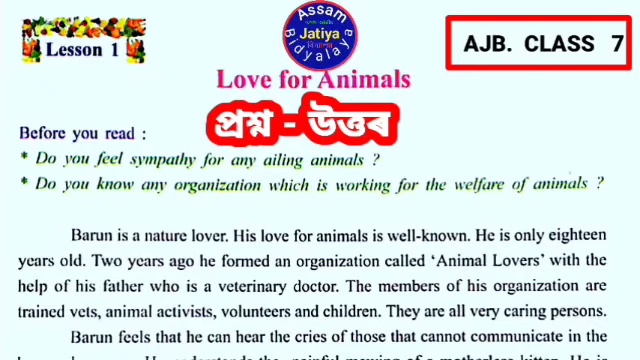 Lesson 1
Assam
Jatiya
Bidyalaya
AJB. CLASS 7
Love for Animals
প্ৰশ্ন - উত্তৰ
Before you read :
* Do you feel sympathy for any ailing animals ?
* Do you know any organization which is working for the welfare of animals ?
Barun is a nature lover. His love for animals is well-known. He is only eighteen
years old. Two years ago he formed an organization called ‘Animal Lovers’ with the
help of his father who is a veterinary doctor. The members of his organization are
trained vets, animal activists, volunteers and children. They are all very caring persons.
Barun feels that he can hear the cries of those that cannot communicate in the